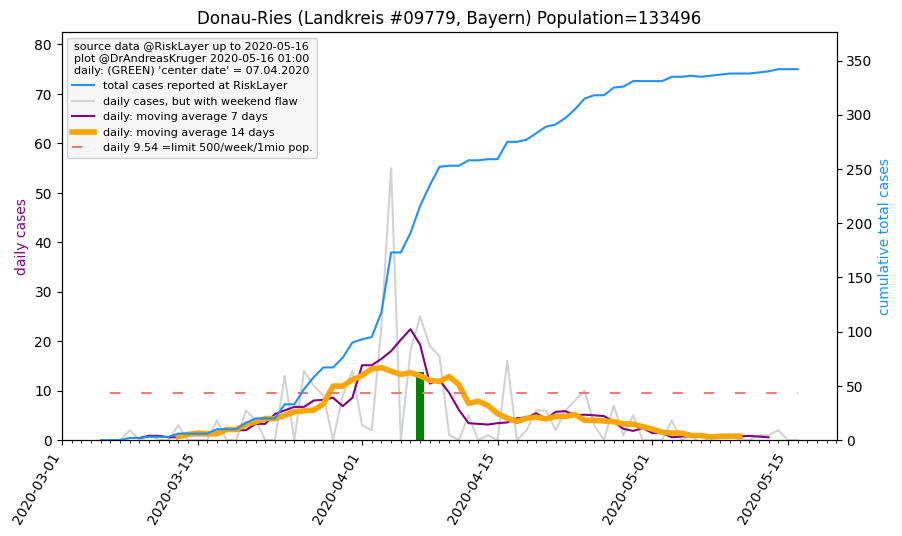 Donau-Ries (Landkreis #09779, Bayern) Population=133496
source data @RiskLayer up to 2020-05-16
plot @DrAndreasKruger 2020-05-16 01:00
daily: (GREEN) 'center date' = 07.04.2020
total cases reported at RiskLayer
daily cases, but with weekend flaw
daily: moving average 7 days
daily: moving average 14 days
daily 9.54 =limit 500/week/1mio pop.
daily cases
80
70
60
50
40
30
20
10
0
cumulative total cases
350
300
250
200
150
100
50
0
2020-03-01
2020-03-15
2020-04-01
2020-04-15
2020-05-01
2020-05-15